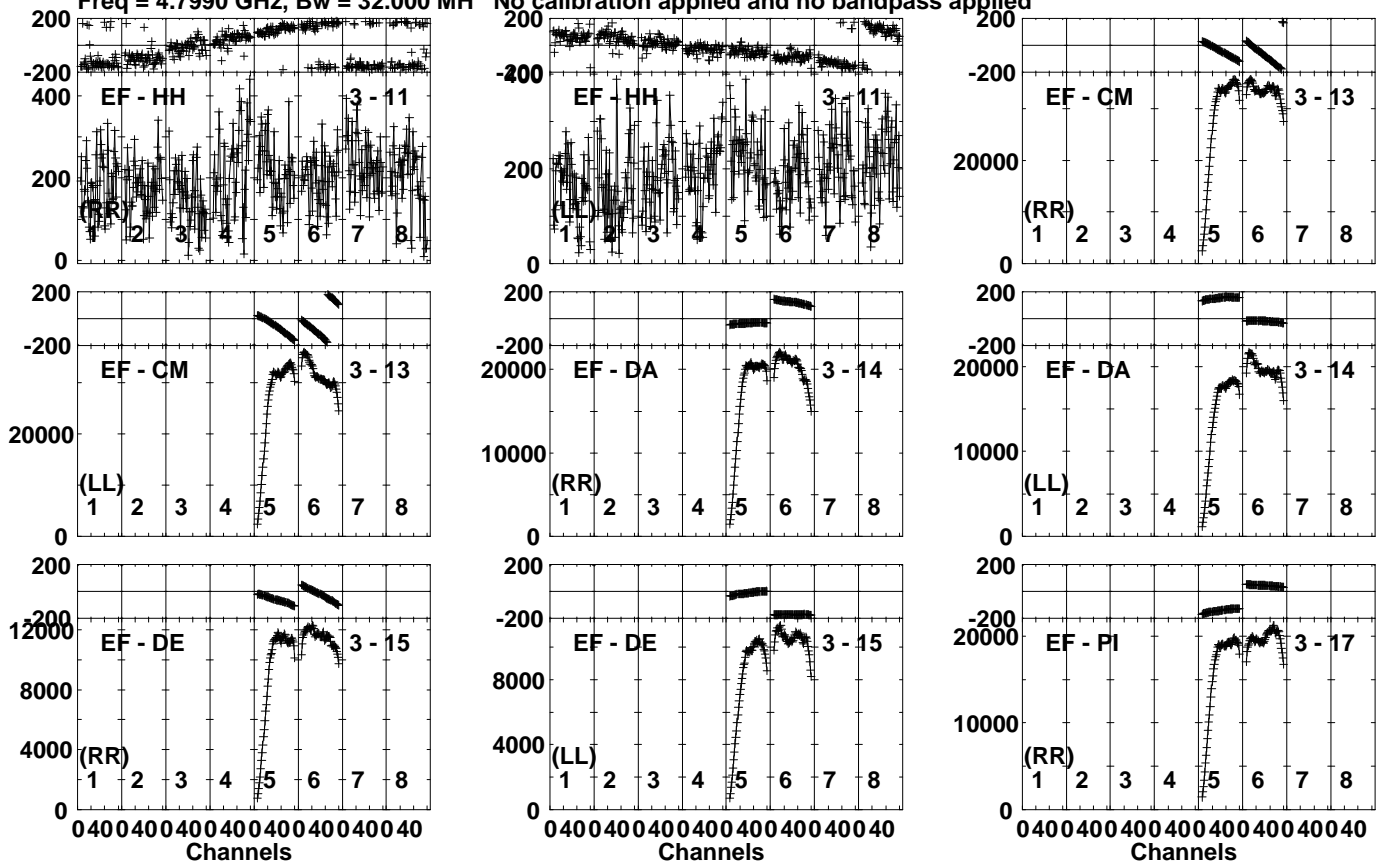 Freq = 4.7990 GHz, Bw = 32.000 MH No calibration applied and no bandpass applied
200
-200
400
200
0
EF - HH 3 - 11
(RR)
1 2 3 4 5 6 7 8
200
-200
400
200
0
EF - HH 3 - 11
(LL)
1 2 3 4 5 6 7 8
200
-200
20000
0
EF - CM 3 - 13
(RR)
1 2 3 4 5 6 7 8
200
-200
20000
0
EF - CM 3 - 13
(LL)
1 2 3 4 5 6 7 8
200
-200
20000
10000
0
EF - DA 3 - 14
(RR)
1 2 3 4 5 6 7 8
200
-200
20000
10000
0
EF - DA 3 - 14
(LL)
1 2 3 4 5 6 7 8
200
-200
12000
8000
4000
0
EF - DE 3 - 15
(RR)
1 2 3 4 5 6 7 8
0 40 0 40 0 40 0 40 0 40 0 40 0 40 0 40
Channels
200
-200
8000
4000
0
EF - DE 3 - 15
(LL)
1 2 3 4 5 6 7 8
0 40 0 40 0 40 0 40 0 40 0 40 0 40 0 40
Channels
200
-200
20000
10000
0
EF - PI 3 - 17
(RR)
1 2 3 4 5 6 7 8
0 40 0 40 0 40 0 40 0 40 0 40 0 40 0 40
Channels